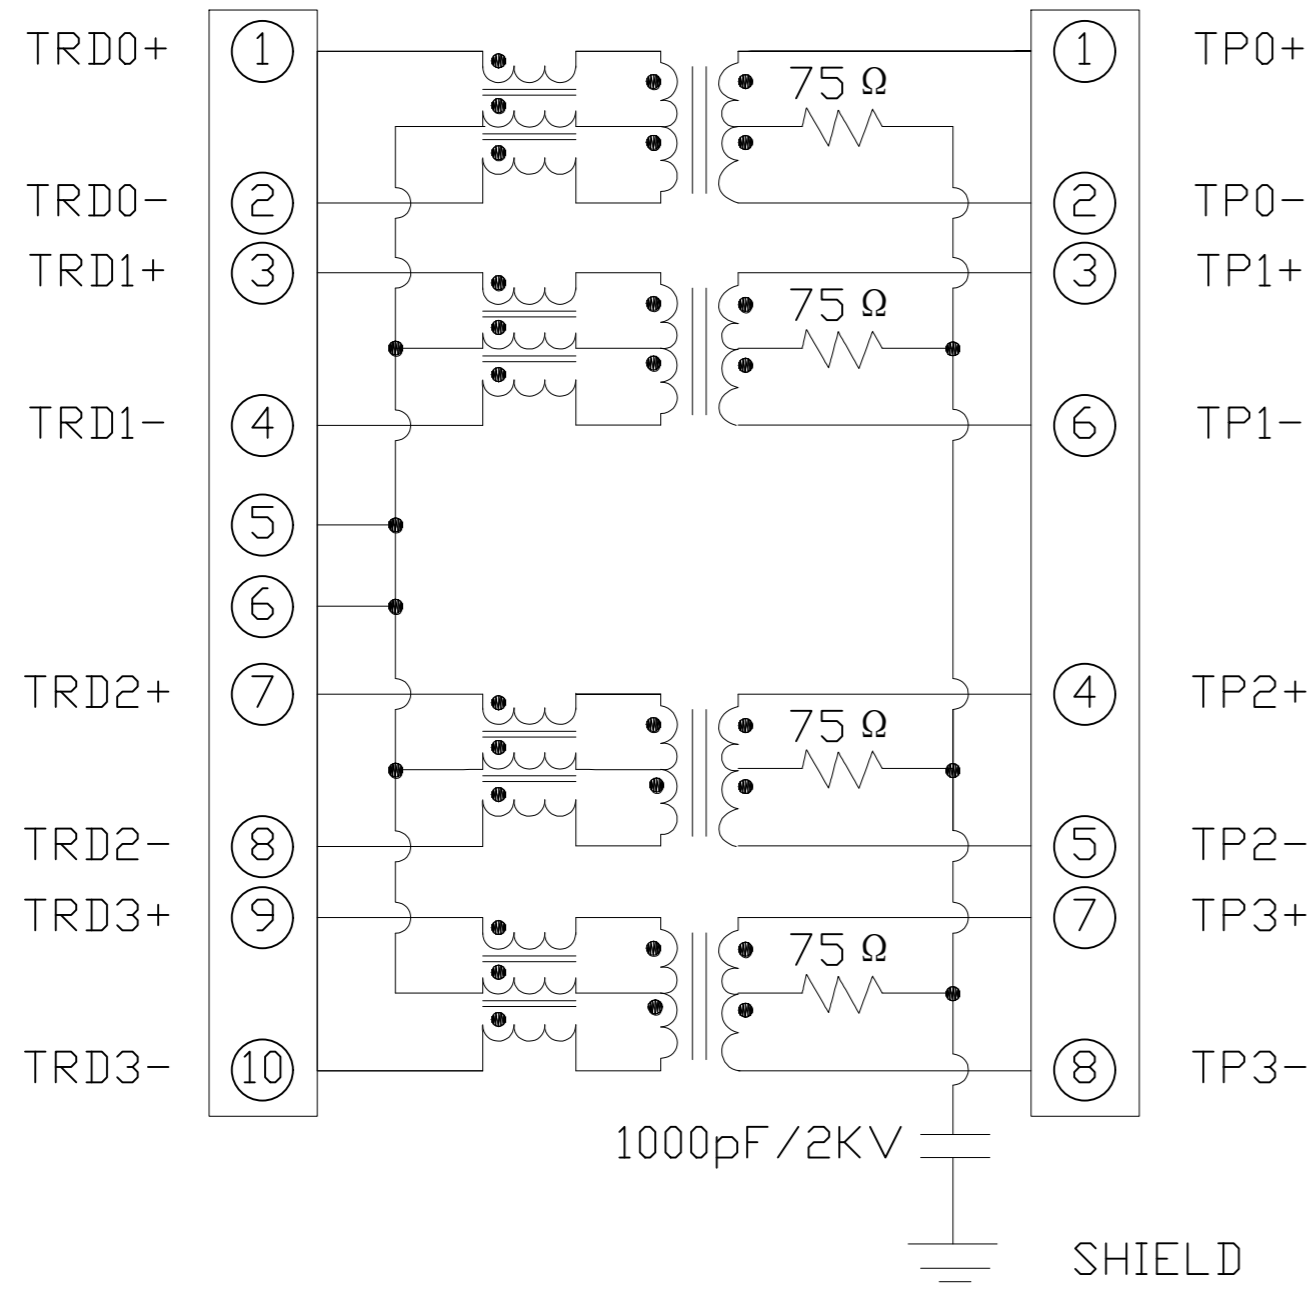 TRD0+ 1 1 TP0+
75 Ω
TRD0- 2 2 TP0-
TRD1+ 3 3 TP1+
75 Ω
TRD1- 4 6 TP1-
5
6
TRD2+ 7 4 TP2+
75 Ω
TRD2- 8 5 TP2-
TRD3+ 9 7 TP3+
75 Ω
TRD3- 10 8 TP3-
1000pF/2KV
SHIELD